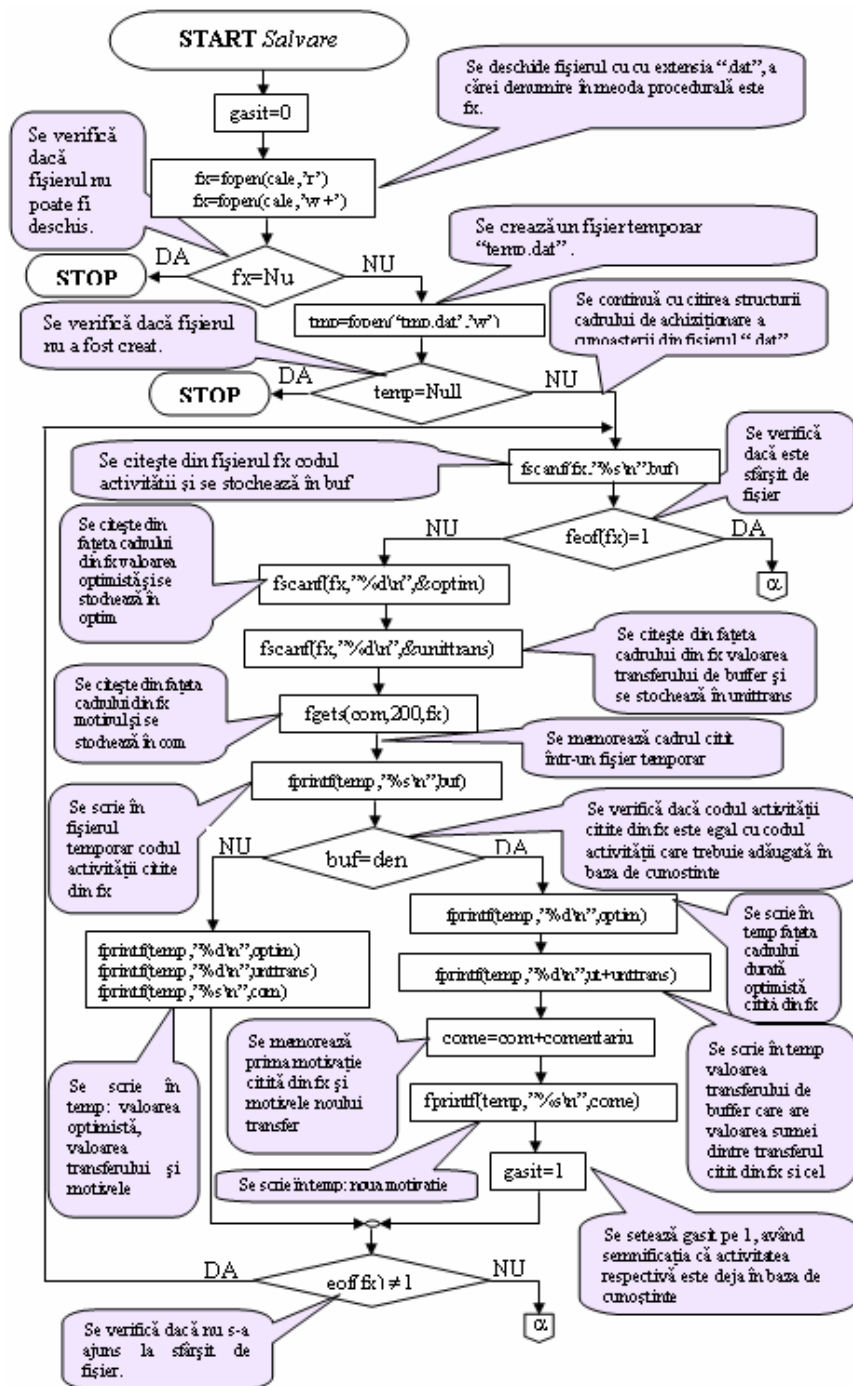 START Salvare
Se deschide fişierul cu cu extensia “.dat”, a
cărei denumire în meoda procedurală este
fx.
gasit=0
Se verifică
dacă
fişierul nu
poate fi
deschis.
fx=fopen(cale,’r’)
fx=fopen(cale,’w+’)
Se crează un fişier temporar
“temp.dat” .
DA
NU
STOP
fx=Nu
Se continuă cu citirea structurii
cadrului de achiziţionare a
cunoaşterii din fişierul “.dat”
tmp=fopen(“tmp.dat’,’w’)
Se verifică dacă fişierul
nu a fost creat.
DA
NU
STOP
temp=Null
Se verifică
dacă este
sfârşit de
fişier
Se citeşte din fişierul fx codul
activităţii şi se stochează în buf
fscanf(fx,”%s\n”,buf)
NU
DA
feof(fx)=1
α
Se citeşte din
faţeta cadrului
din fx valoarea
optimistă şi se
stochează în
optim
fscanf(fx,”%d\n”,&optim)
fscanf(fx,”%d\n”,&unittrans)
Se citeşte din faţeta
cadrului din fx valoarea
transferului de buffer şi
se stochează în unittrans
Se citeşte din faţeta
cadrului din fx
motivul şi se
stochează în com
fgets(com,200,fx)
Se memorează cadrul citit
într-un fişier temporar
fprintf(temp,”%s\n”,buf)
Se scrie în
fişierul
temporar codul
activităţii citite
din fx
Se verifică dacă codul activităţii
citite din fx este egal cu codul
activităţii care trebuie adăugată în
baza de cunostinte
NU
DA
buf=den
fprintf(temp,”%d\n”,optim)
Se scrie în
temp faţeta
cadrului
durată
optimistă
citită din fx
fprintf(temp,”%d\n”,optim)
fprintf(temp,”%d\n”,unttrans)
fprintf(temp,”%s\n”,com)
fprintf(temp,”%d\n”,ut+unttrans)
Se memorează
prima motivaţie
citită din fx şi
motivele noului
transfer
come=com+comentariu
Se scrie în temp
valoarea
transferului de
buffer care are
valoarea sumei
dintre transferul
citit din fx si cel
Se scrie în
temp: valoarea
optimistă,
valoarea
transferului şi
motivele
fprintf(temp,”%s\n”,come)
Se scrie în temp: noua motivatie
gasit=1
Se setează gasit pe 1, având
semnificaţia că activitatea
respectivă este deja în baza de
cunoştinte
DA
NU
eof(fx) ≠ 1
α
Se verifică dacă nu s-a
ajuns la sfârşit de
fişier.